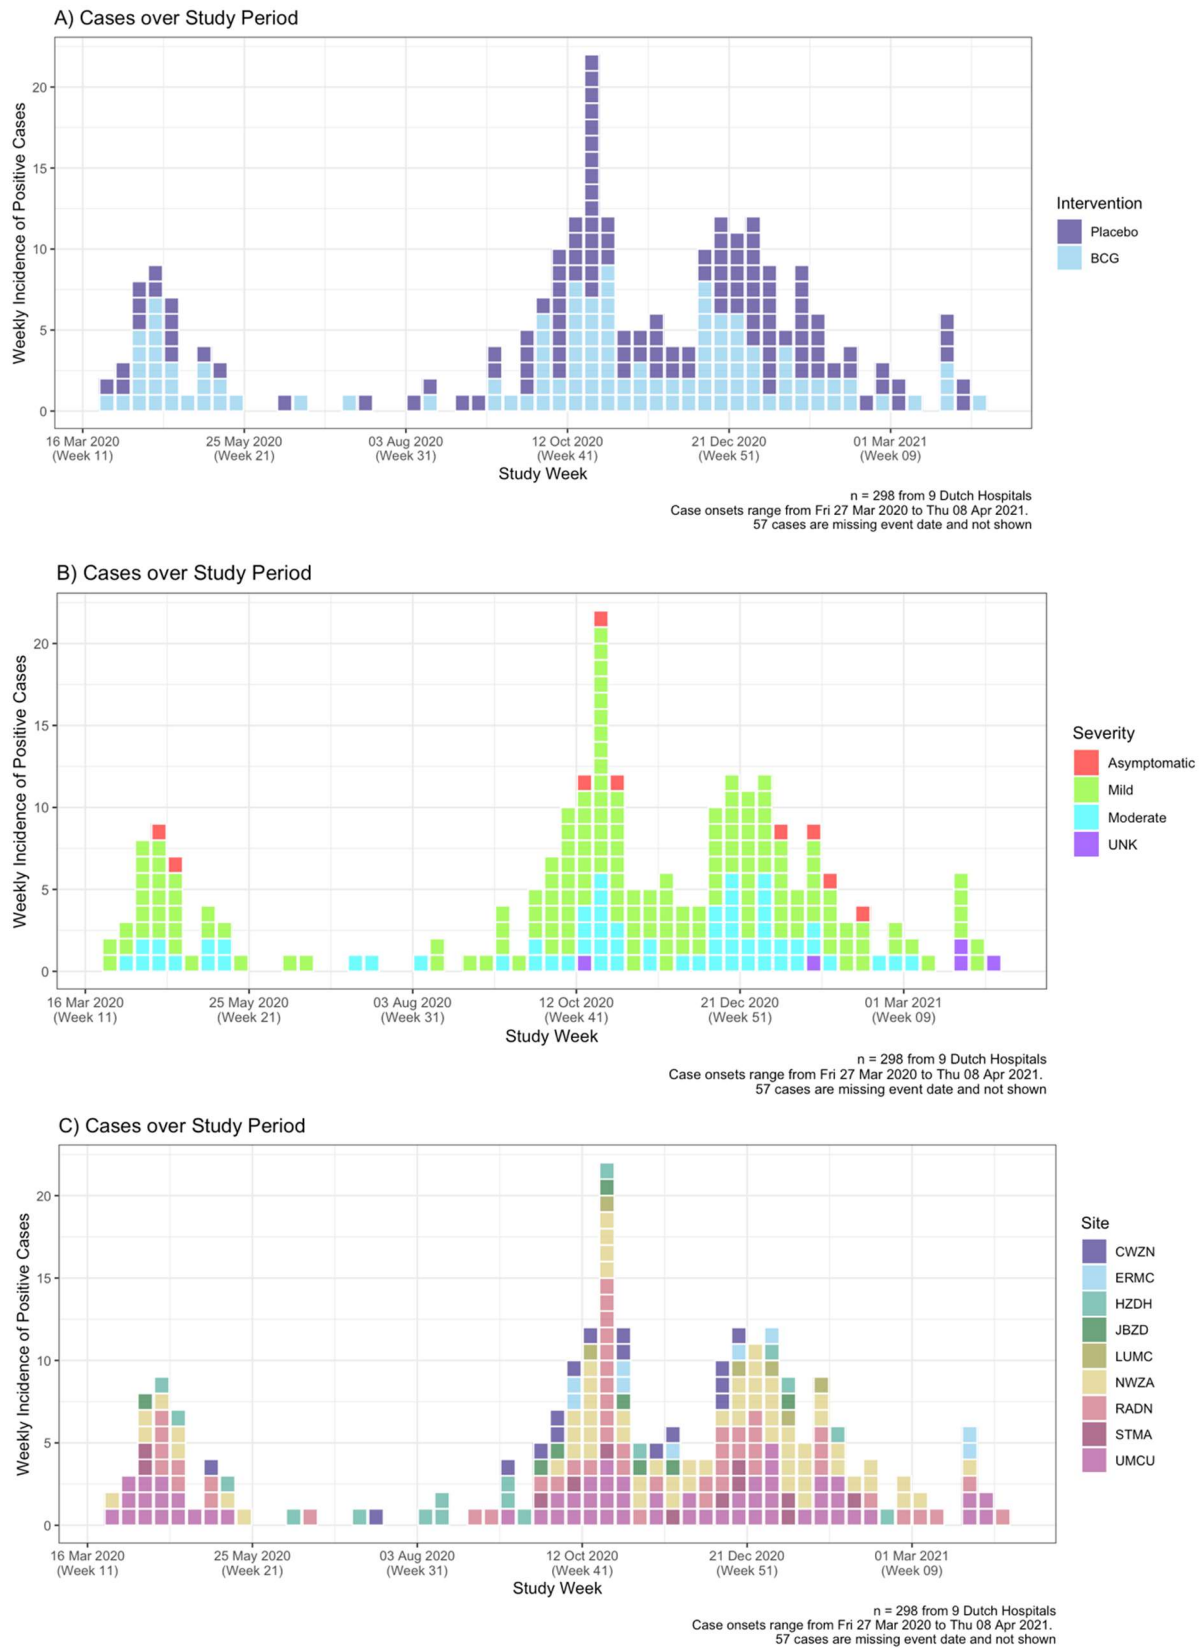 A) Cases over Study Period
Weekly Incidence of Positive Cases
20
15
10
5
0
16 Mar 2020
(Week 11)
25 May 2020
(Week 21)
03 Aug 2020
(Week 31)
12 Oct 2020
(Week 41)
21 Dec 2020
(Week 51)
01 Mar 2021
(Week 09)
Study Week
Intervention
Placebo
BCG
n = 298 from 9 Dutch Hospitals
Case onsets range from Fri 27 Mar 2020 to Thu 08 Apr 2021.
57 cases are missing event date and not shown
B) Cases over Study Period
Weekly Incidence of Positive Cases
20
15
10
5
0
16 Mar 2020
(Week 11)
25 May 2020
(Week 21)
03 Aug 2020
(Week 31)
12 Oct 2020
(Week 41)
21 Dec 2020
(Week 51)
01 Mar 2021
(Week 09)
Study Week
Severity
Asymptomatic
Mild
Moderate
UNK
n = 298 from 9 Dutch Hospitals
Case onsets range from Fri 27 Mar 2020 to Thu 08 Apr 2021.
57 cases are missing event date and not shown
C) Cases over Study Period
Weekly Incidence of Positive Cases
20
15
10
5
0
16 Mar 2020
(Week 11)
25 May 2020
(Week 21)
03 Aug 2020
(Week 31)
12 Oct 2020
(Week 41)
21 Dec 2020
(Week 51)
01 Mar 2021
(Week 09)
Study Week
Site
CWZN
ERMC
HZDH
JBZD
LUMC
NWZA
RADN
STMA
UMCU
n = 298 from 9 Dutch Hospitals
Case onsets range from Fri 27 Mar 2020 to Thu 08 Apr 2021.
57 cases are missing event date and not shown